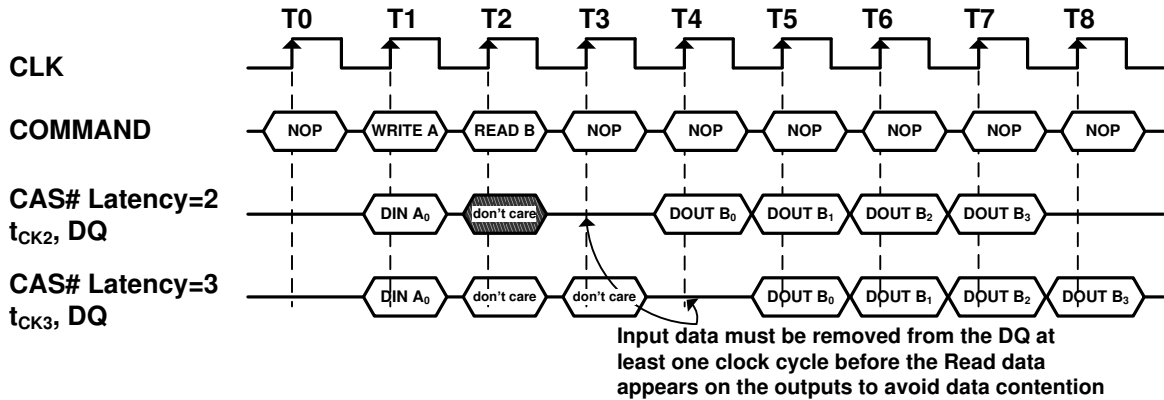 T0 T1 T2 T3 T4 T5 T6 T7 T8
CLK
COMMAND NOP WRITE A READ B NOP NOP NOP NOP NOP NOP
CAS# Latency=2
tCK2, DQ
DIN A0 don't care DOUT B0 DOUT B1 DOUT B2 DOUT B3
CAS# Latency=3
tCK3, DQ
DIN A0 don't care don't care DOUT B0 DOUT B1 DOUT B2 DOUT B3
Input data must be removed from the DQ at
least one clock cycle before the Read data
appears on the outputs to avoid data contention